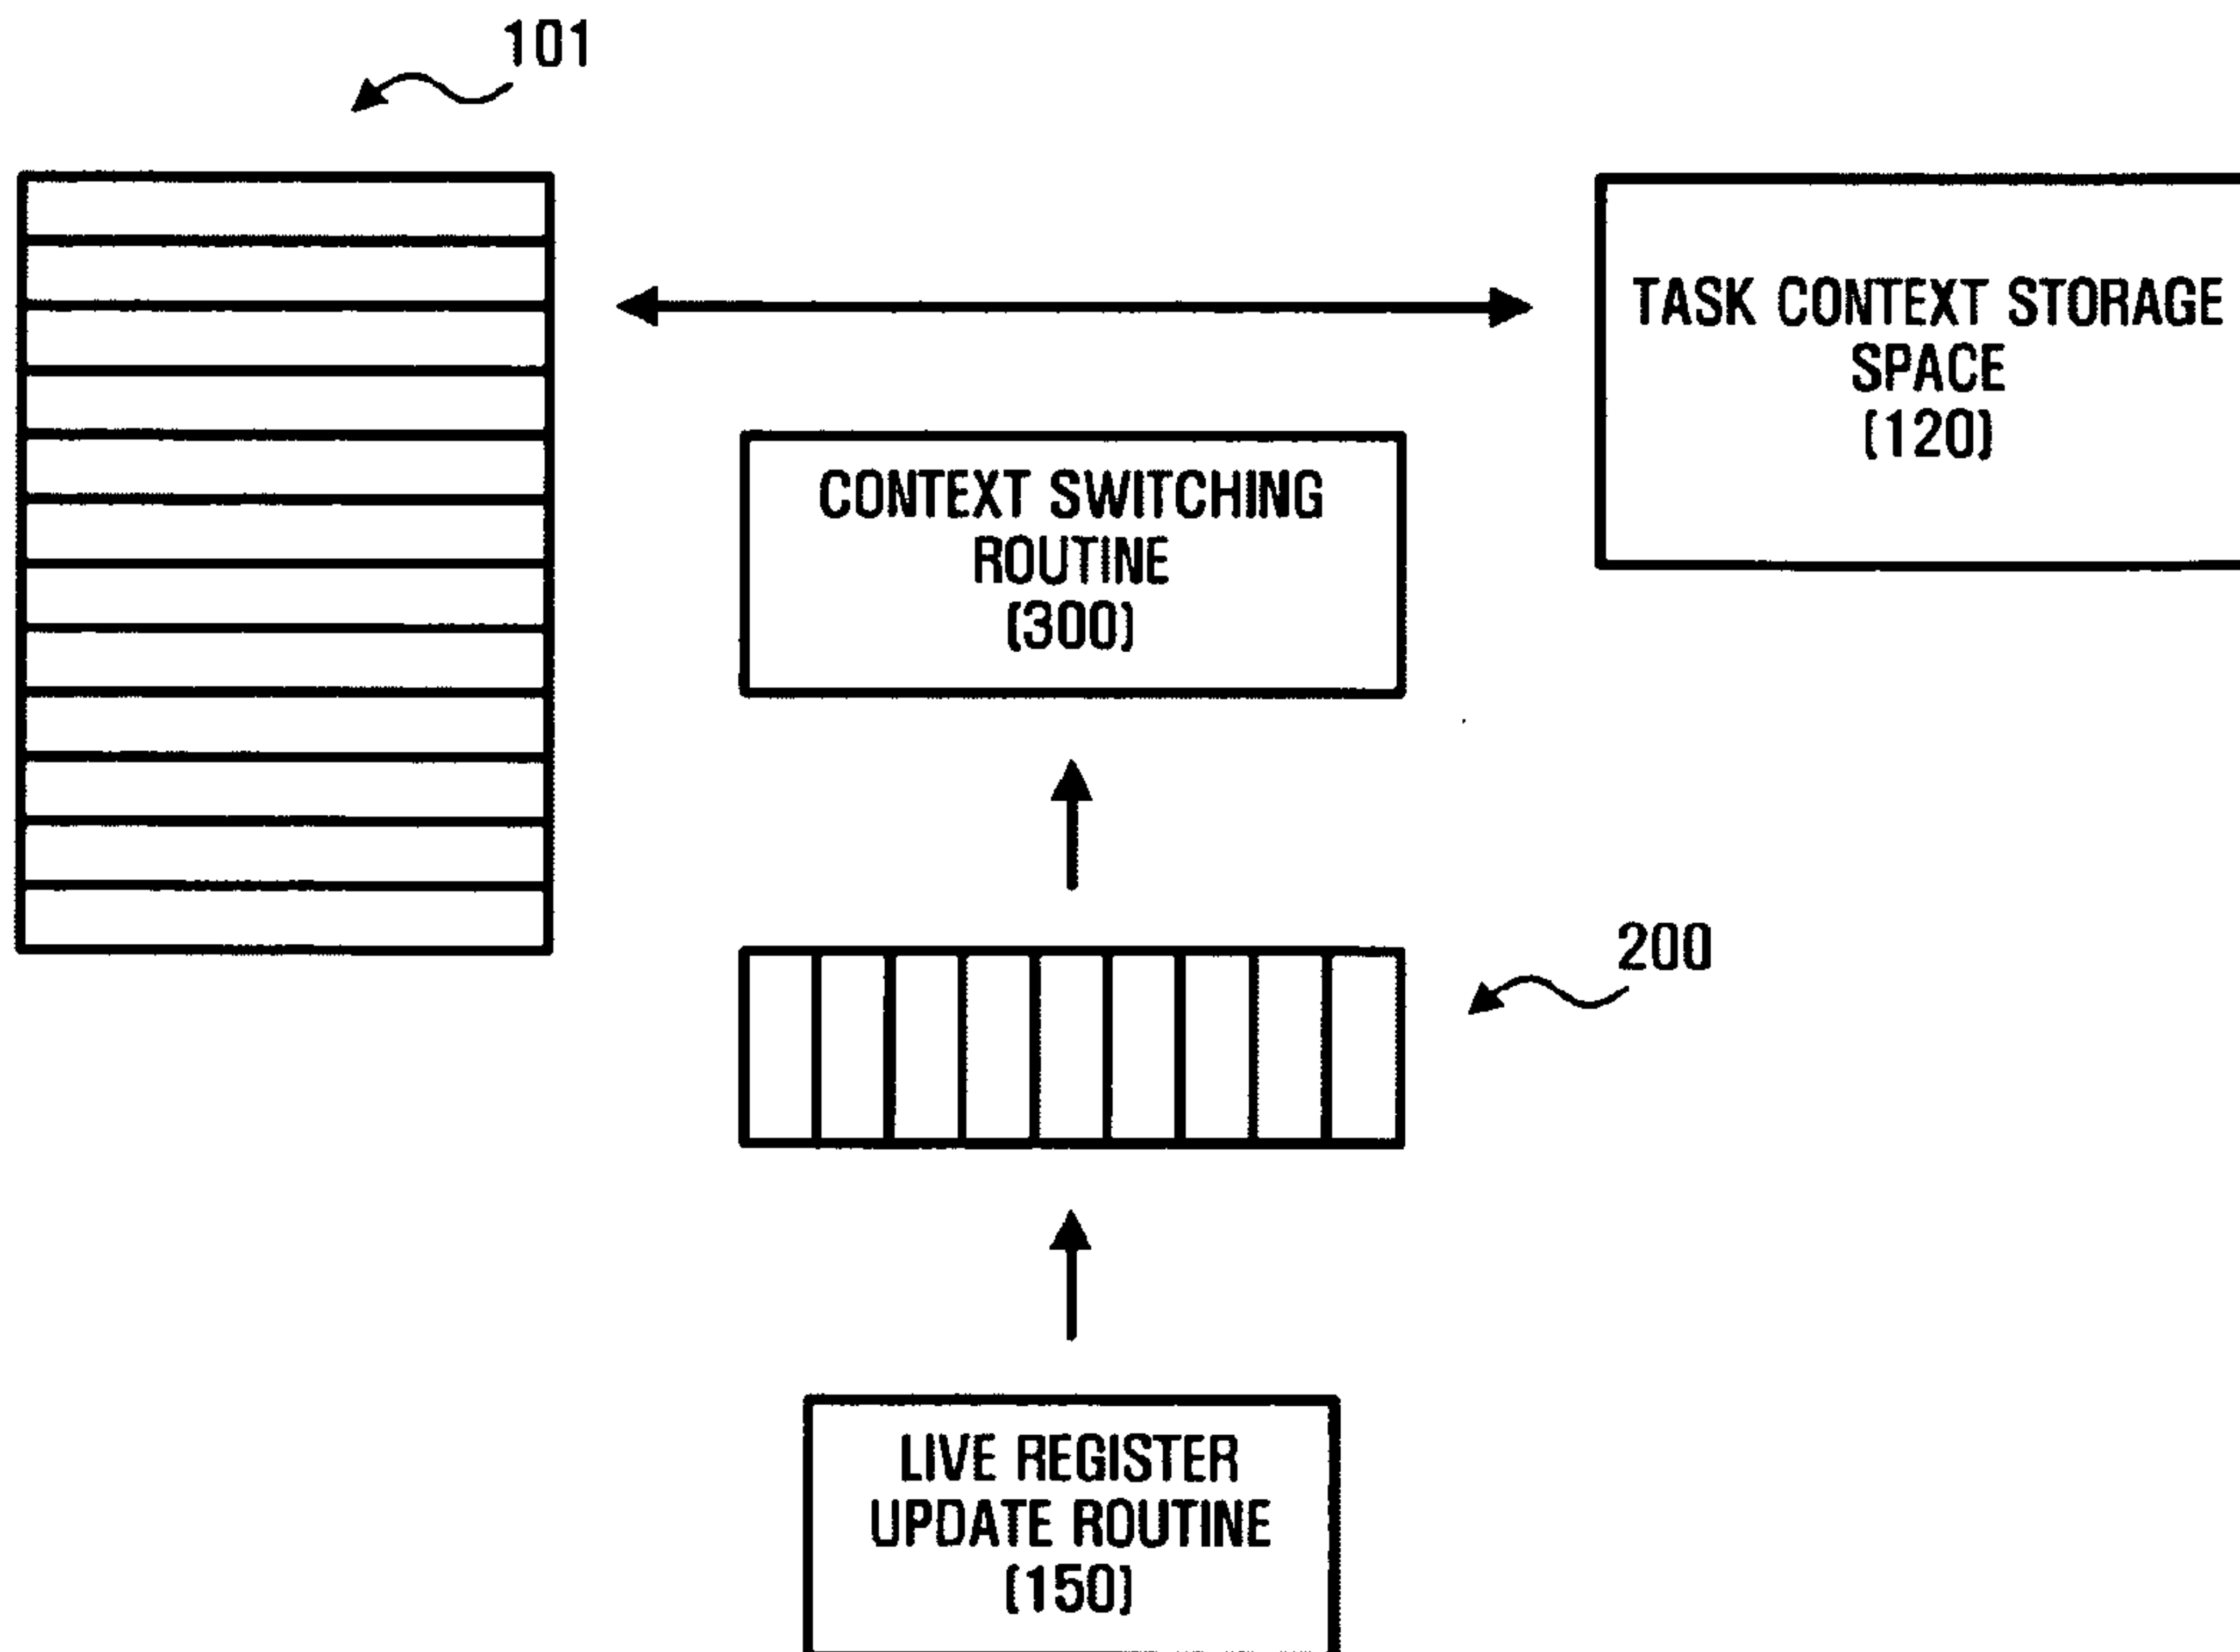 101
TASK CONTEXT STORAGE
SPACE
(120)
CONTEXT SWITCHING
ROUTINE
(300)
200
LIVE REGISTER
UPDATE ROUTINE
(150)